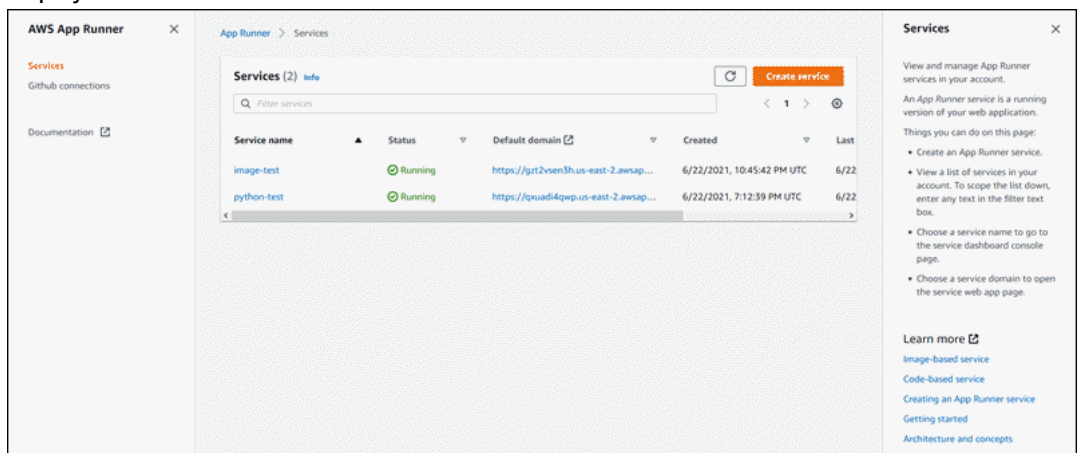 AWS App Runner
Services
Github connections
Documentation
App Runner > Services
Services (2) Info
Create service
Filter services
< 1 >
Service name Status Default domain Created Last
image-test Running https://gzt2vsen3h.us-east-2.awsap... 6/22/2021, 10:45:42 PM UTC 6/22
python-test Running https://qxuadi4qwp.us-east-2.awsap... 6/22/2021, 7:12:39 PM UTC 6/22
Services
View and manage App Runner
services in your account.
An App Runner service is a running
version of your web application.
Things you can do on this page:
• Create an App Runner service.
• View a list of services in your
account. To scope the list down,
enter any text in the filter text
box.
• Choose a service name to go to
the service dashboard console
page.
• Choose a service domain to open
the service web app page.
Learn more
Image-based service
Code-based service
Creating an App Runner service
Getting started
Architecture and concepts